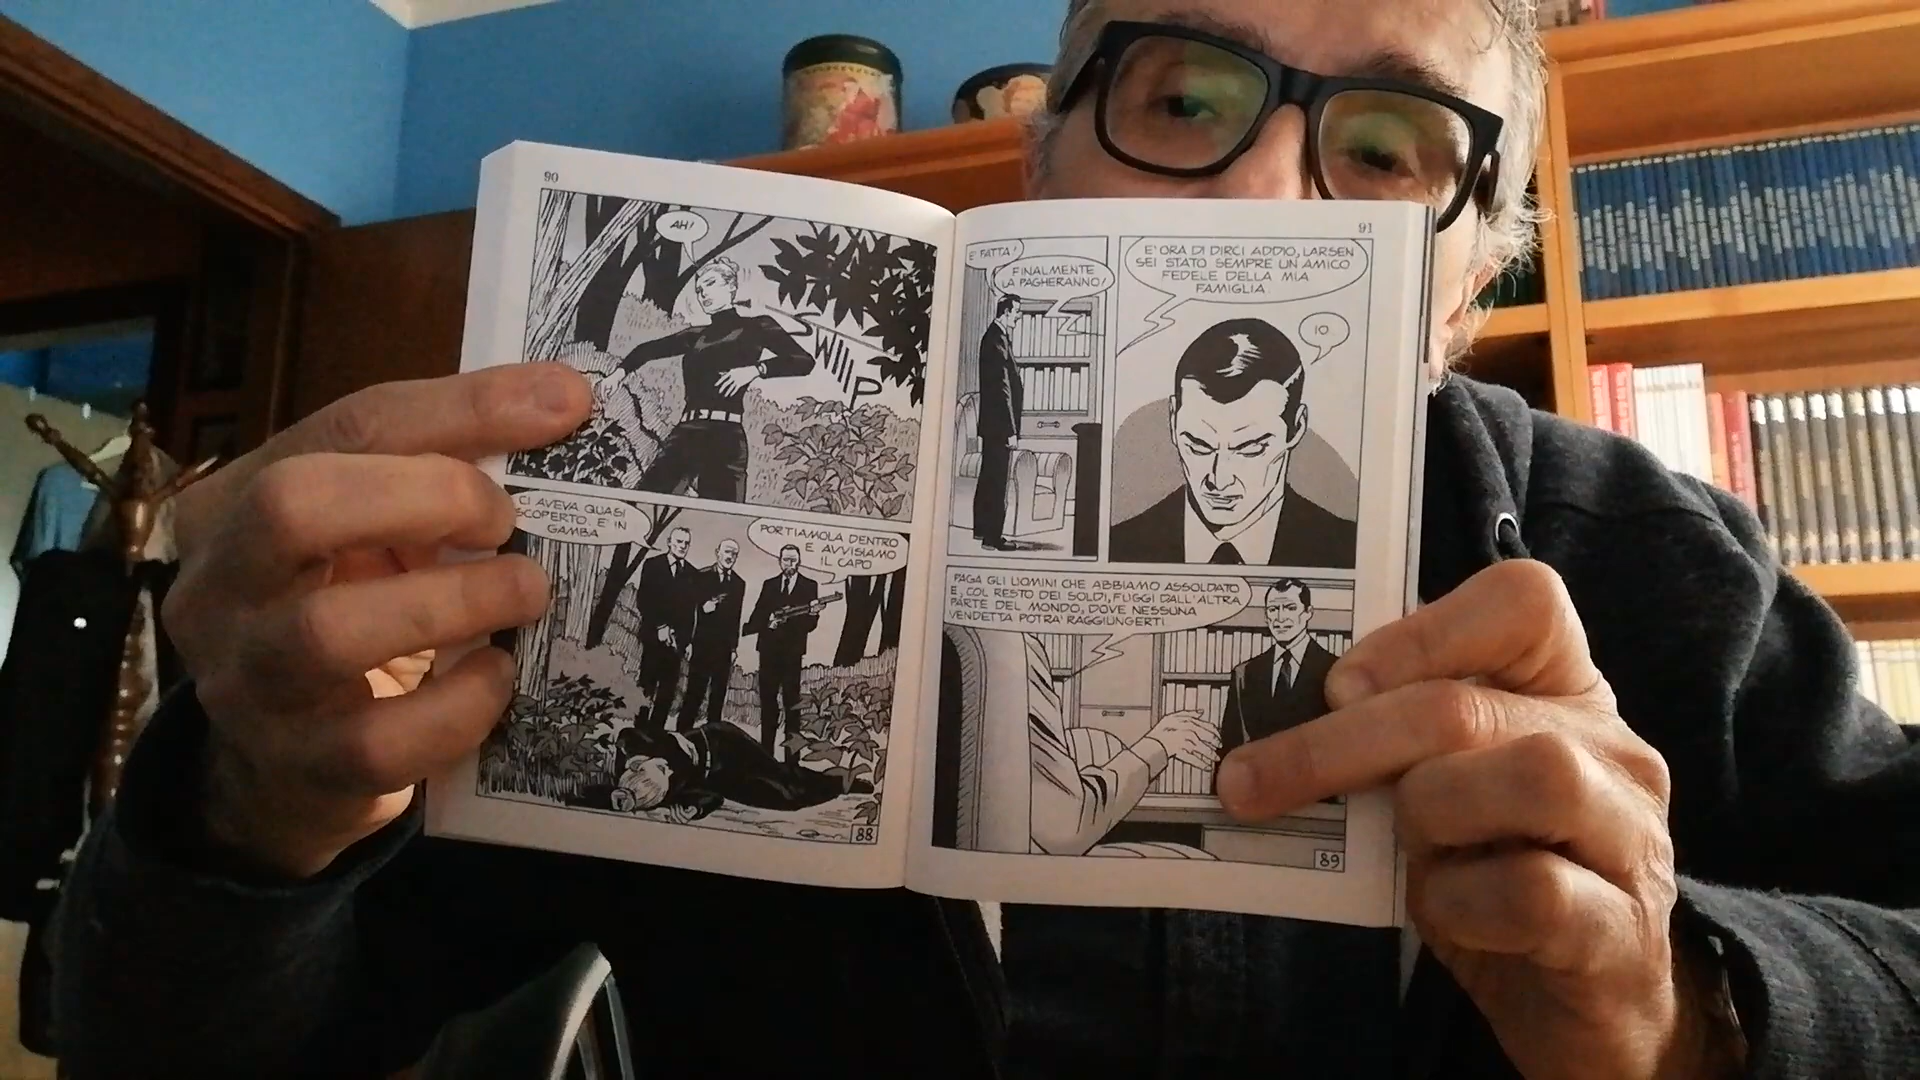 90
AH!
SWIIIP
CI AVEVA QUASI
SCOPERTO. E' IN
GAMBA
PORTIAMOLA DENTRO
E AVVISIAMO
IL CAPO
88
91
E' FATTA!
FINALMENTE
LA PAGHERANNO!
E' ORA DI DIRCI ADDIO, LARSEN
SEI STATO SEMPRE UN AMICO
FEDELE DELLA MIA
FAMIGLIA.
IO.
PAGA GLI UOMINI CHE ABBIAMO ASSOLDATO
E, COL RESTO DEI SOLDI, FUGGI DALL'ALTRA
PARTE DEL MONDO, DOVE NESSUNA
VENDETTA POTRA' RAGGIUNGERTI.
89